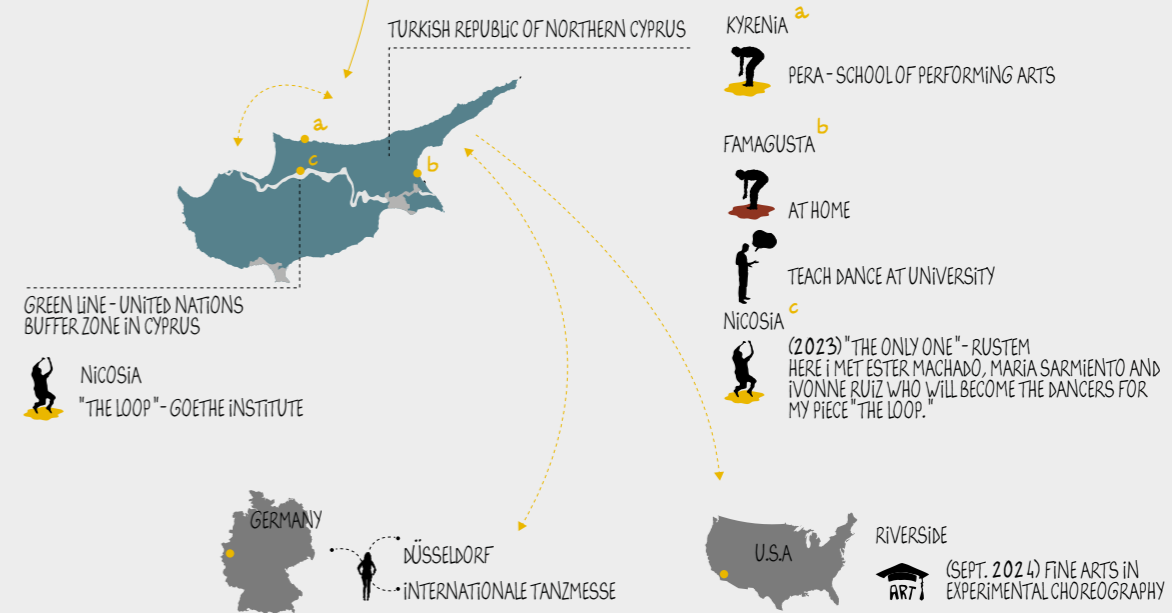 TURKISH REPUBLIC OF NORTHERN CYPRUS
a
c
b
GREEN LINE - UNITED NATIONS
BUFFER ZONE IN CYPRUS
NICOSIA
"THE LOOP" - GOETHE INSTITUTE
KYRENIA a
PERA - SCHOOL OF PERFORMING ARTS
FAMAGUSTA b
AT HOME
TEACH DANCE AT UNIVERSITY
NICOSIA c
(2023) "THE ONLY ONE" - RUSTEM
HERE I MET ESTER MACHADO, MARIA SARMIENTO AND
IVONNE RUIZ WHO WILL BECOME THE DANCERS FOR
MY PIECE "THE LOOP."
GERMANY
DÜSSELDORF
INTERNATIONALE TANZMESSE
U.S.A
RIVERSIDE
ART
(SEPT. 2024) FINE ARTS IN
EXPERIMENTAL CHOREOGRAPHY